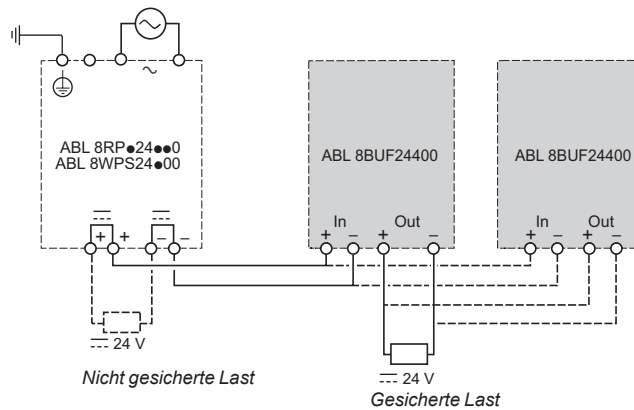 ~
ABL 8RP●24●●0
ABL 8WPS24●00
+ + – –
24 V
Nicht gesicherte Last
ABL 8BUF24400
In Out
+ – + –
24 V
Gesicherte Last
ABL 8BUF24400
In Out
+ – + –